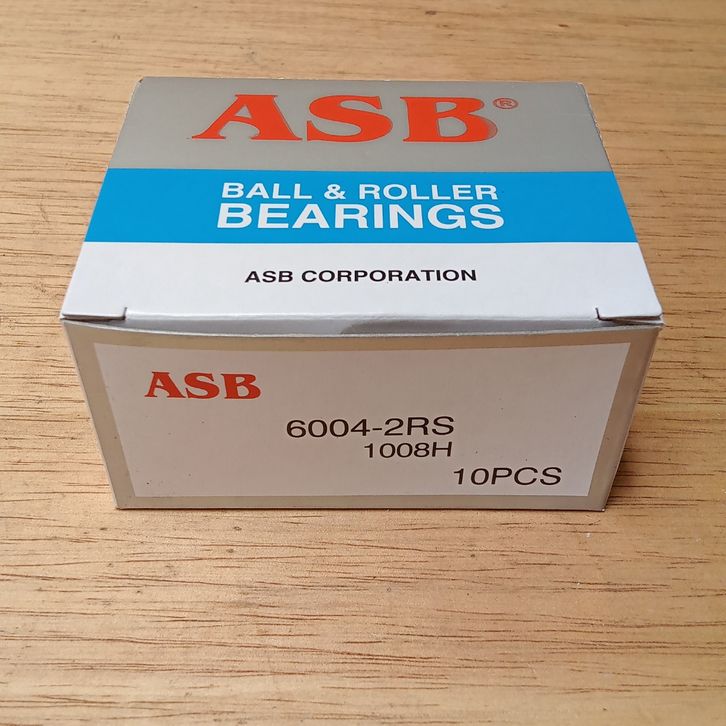 ASB®
BALL & ROLLER
BEARINGS
ASB CORPORATION
ASB
6004-2RS
1008H
10PCS